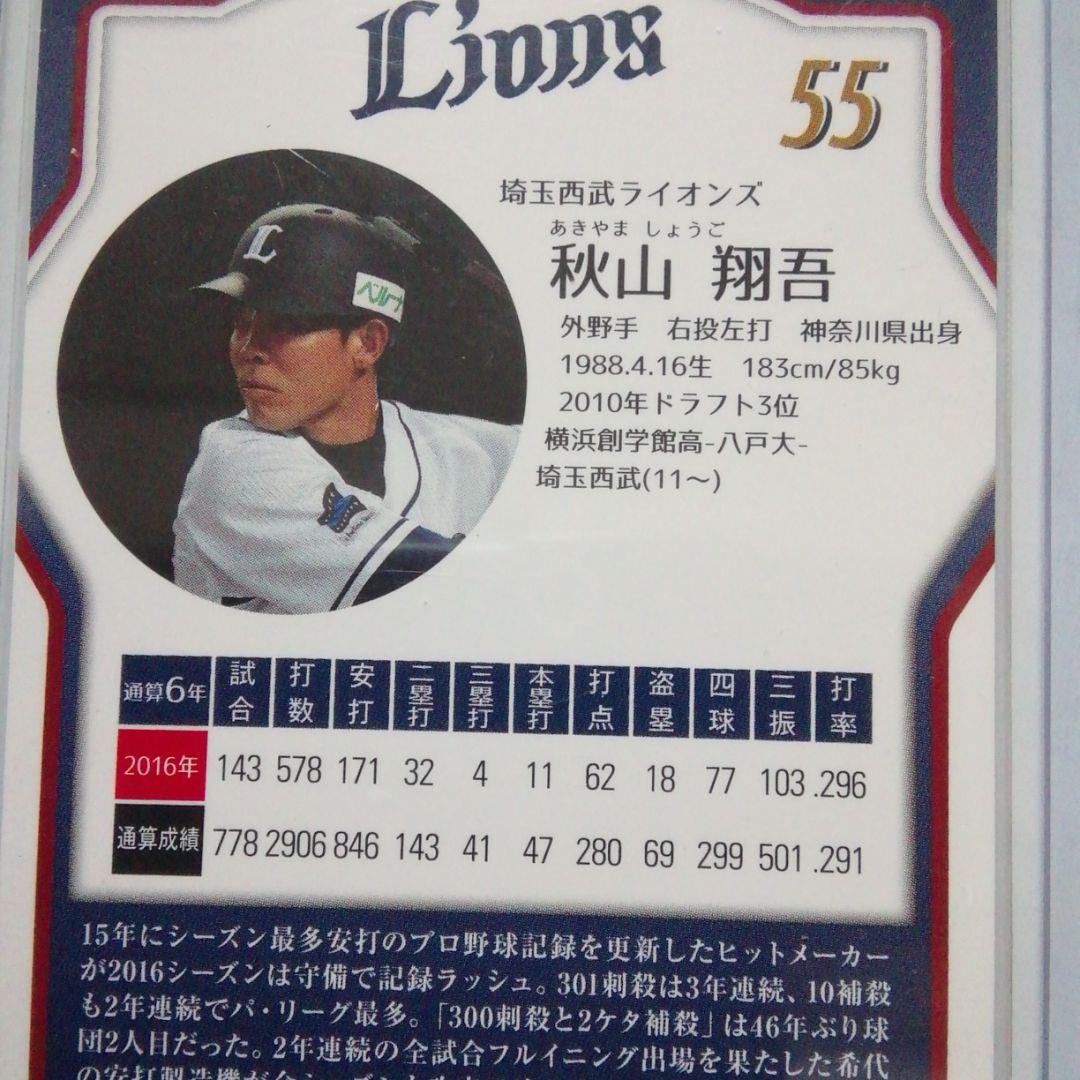 Lions
55
埼玉西武ライオンズ
あきやま しょうご
秋山 翔吾
外野手 右投左打 神奈川県出身
1988.4.16生 183cm/85kg
2010年ドラフト3位
横浜創学館高-八戸大-
埼玉西武(11～)
L
ベルーナ
通算6年 試合 打数 安打 二塁打 三塁打 本塁打 打点 盗塁 四球 三振 打率
2016年 143 578 171 32 4 11 62 18 77 103 .296
通算成績 778 2906 846 143 41 47 280 69 299 501 .291
15年にシーズン最多安打のプロ野球記録を更新したヒットメーカー
が2016シーズンは守備で記録ラッシュ。301刺殺は3年連続、10補殺
も2年連続でパ・リーグ最多。「300刺殺と2ケタ補殺」は46年ぶり球
団2人目だった。2年連続の全試合フルイニング出場を果たした希代
の安打製造機が